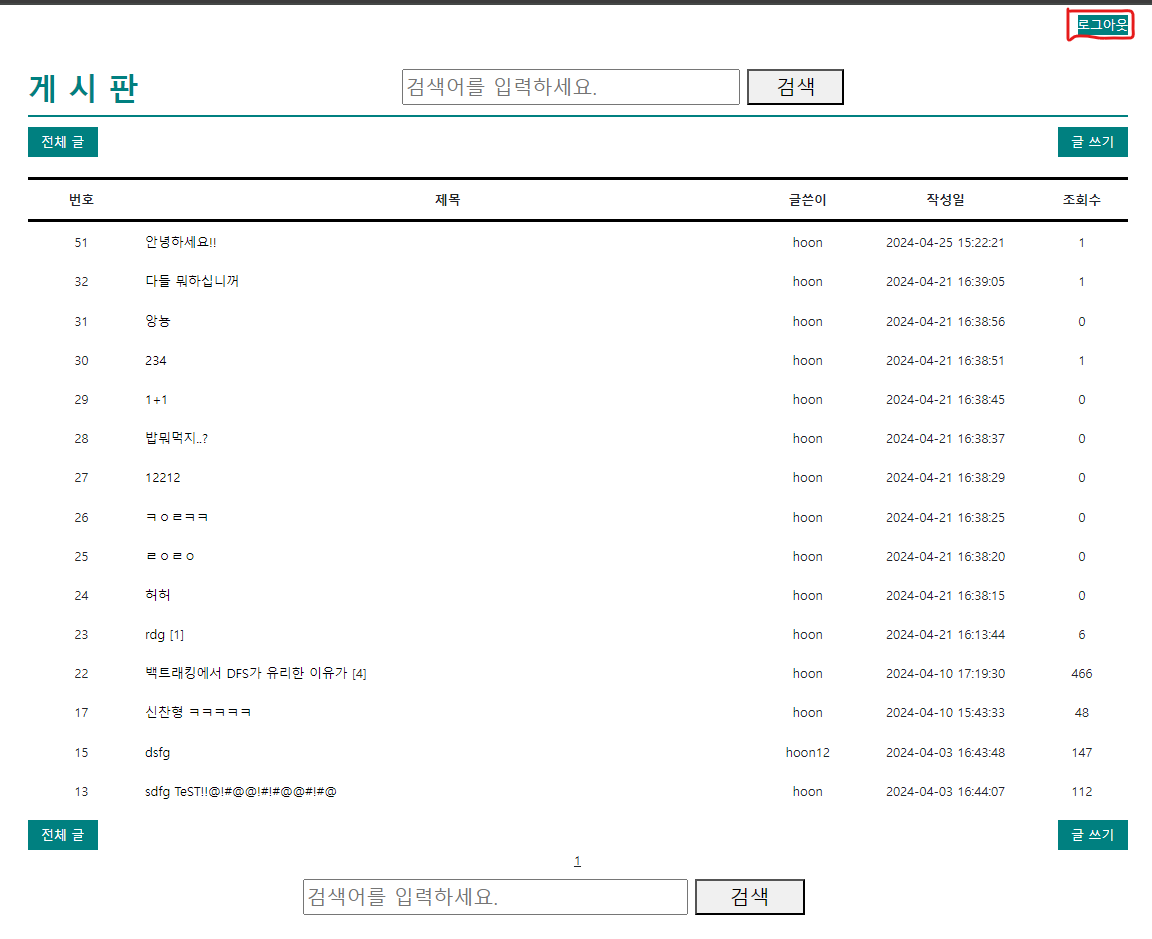 로그아웃
게 시 판 검색어를 입력하세요. 검색
전체 글 글 쓰기
번호 제목 글쓴이 작성일 조회수
51 안녕하세요!! hoon 2024-04-25 15:22:21 1
32 다들 뭐하십니꺼 hoon 2024-04-21 16:39:05 1
31 앙뇽 hoon 2024-04-21 16:38:56 0
30 234 hoon 2024-04-21 16:38:51 1
29 1+1 hoon 2024-04-21 16:38:45 0
28 밥뭐먹지..? hoon 2024-04-21 16:38:37 0
27 12212 hoon 2024-04-21 16:38:29 0
26 ㅋㅇㄹㅋㅋ hoon 2024-04-21 16:38:25 0
25 ㄹㅇㄹㅇ hoon 2024-04-21 16:38:20 0
24 허허 hoon 2024-04-21 16:38:15 0
23 rdg [1] hoon 2024-04-21 16:13:44 6
22 백트래킹에서 DFS가 유리한 이유가 [4] hoon 2024-04-10 17:19:30 466
17 신찬형 ㅋㅋㅋㅋㅋ hoon 2024-04-10 15:43:33 48
15 dsfg hoon12 2024-04-03 16:43:48 147
13 sdfg TeST!!@!#@@!#!#@@#!#@ hoon 2024-04-03 16:44:07 112
전체 글 글 쓰기
1
검색어를 입력하세요. 검색